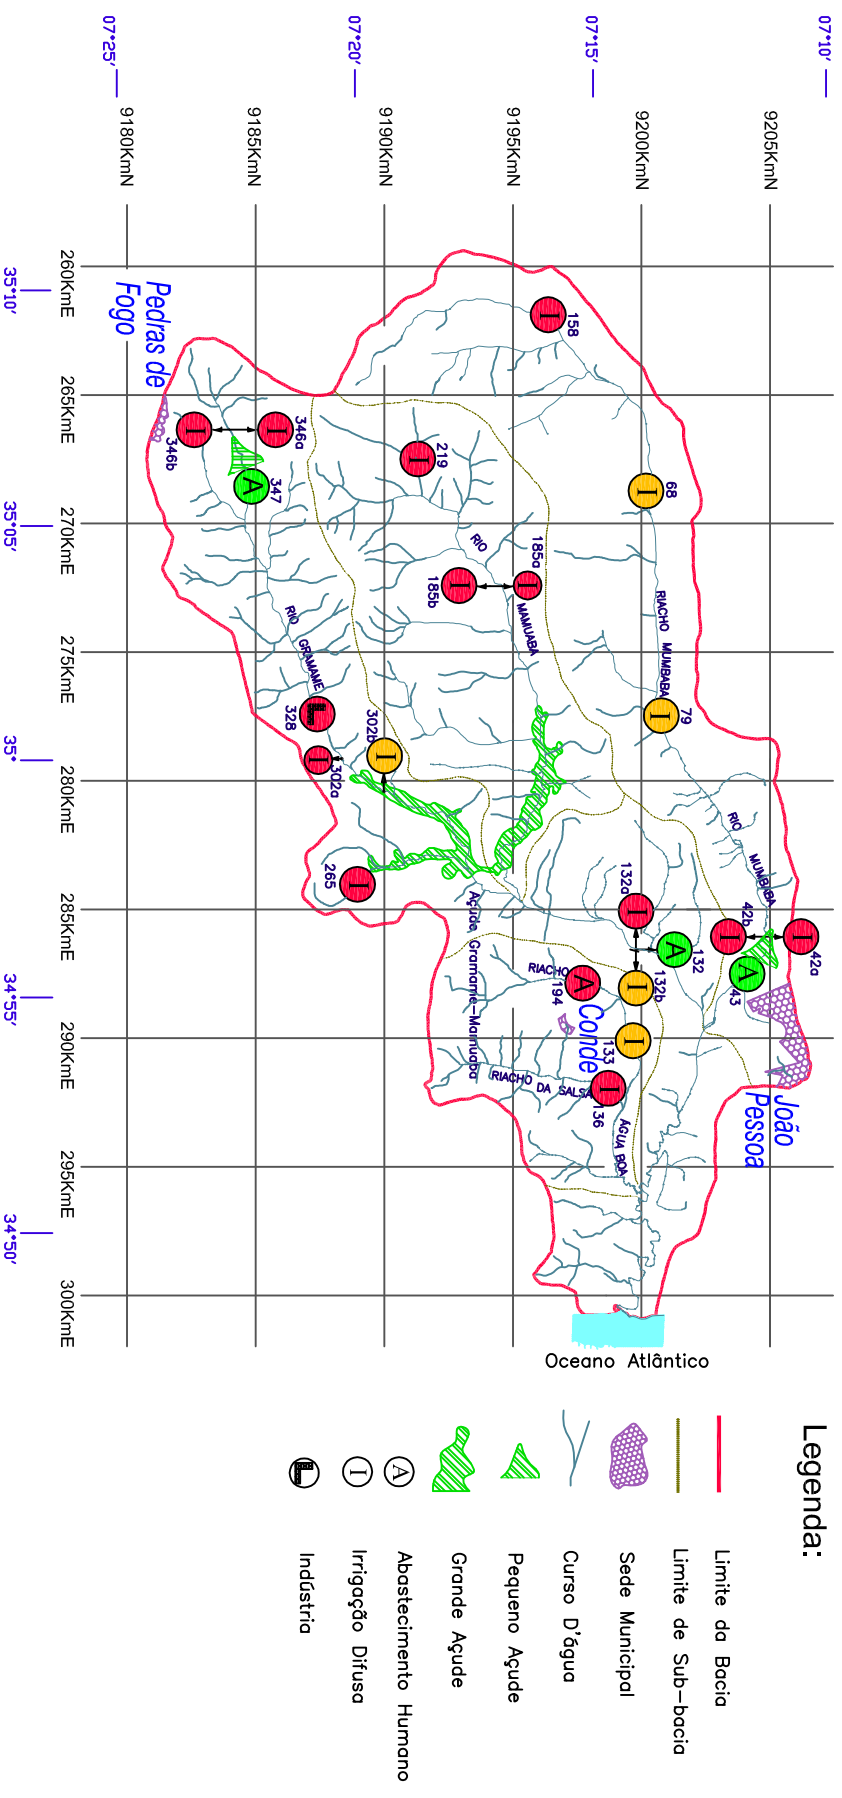 07°25'
07°20'
07°15'
07°10'
9180KmN
9185KmN
9190KmN
9195KmN
9200KmN
9205KmN
260KmE
265KmE
270KmE
275KmE
280KmE
285KmE
290KmE
295KmE
300KmE
35°10'
35°05'
35°
34°55'
34°50'
Pedras de
Fogo
João
Pessoa
Conde
I 158
I 68
I 79
I 42a
I 42b
A 43
A 132
I 132a
I 132b
I 133
I 136
A 194
I 185a
I 185b
I 219
I 346a
I 346b
A 347
L 328
I 302a
I 302b
I 265
RIACHO MUMBABA
RIO MUMBABA
RIO MAMUABA
RIO GRAMAME
Açude Gramame-Mamuaba
RIACHO
RIACHO DA SALSA
ÁGUA BOA
Oceano Atlântico
Legenda:
Limite da Bacia
Limite de Sub-bacia
Sede Municipal
Curso D'água
Pequeno Açude
Grande Açude
A Abastecimento Humano
I Irrigação Difusa
L Indústria